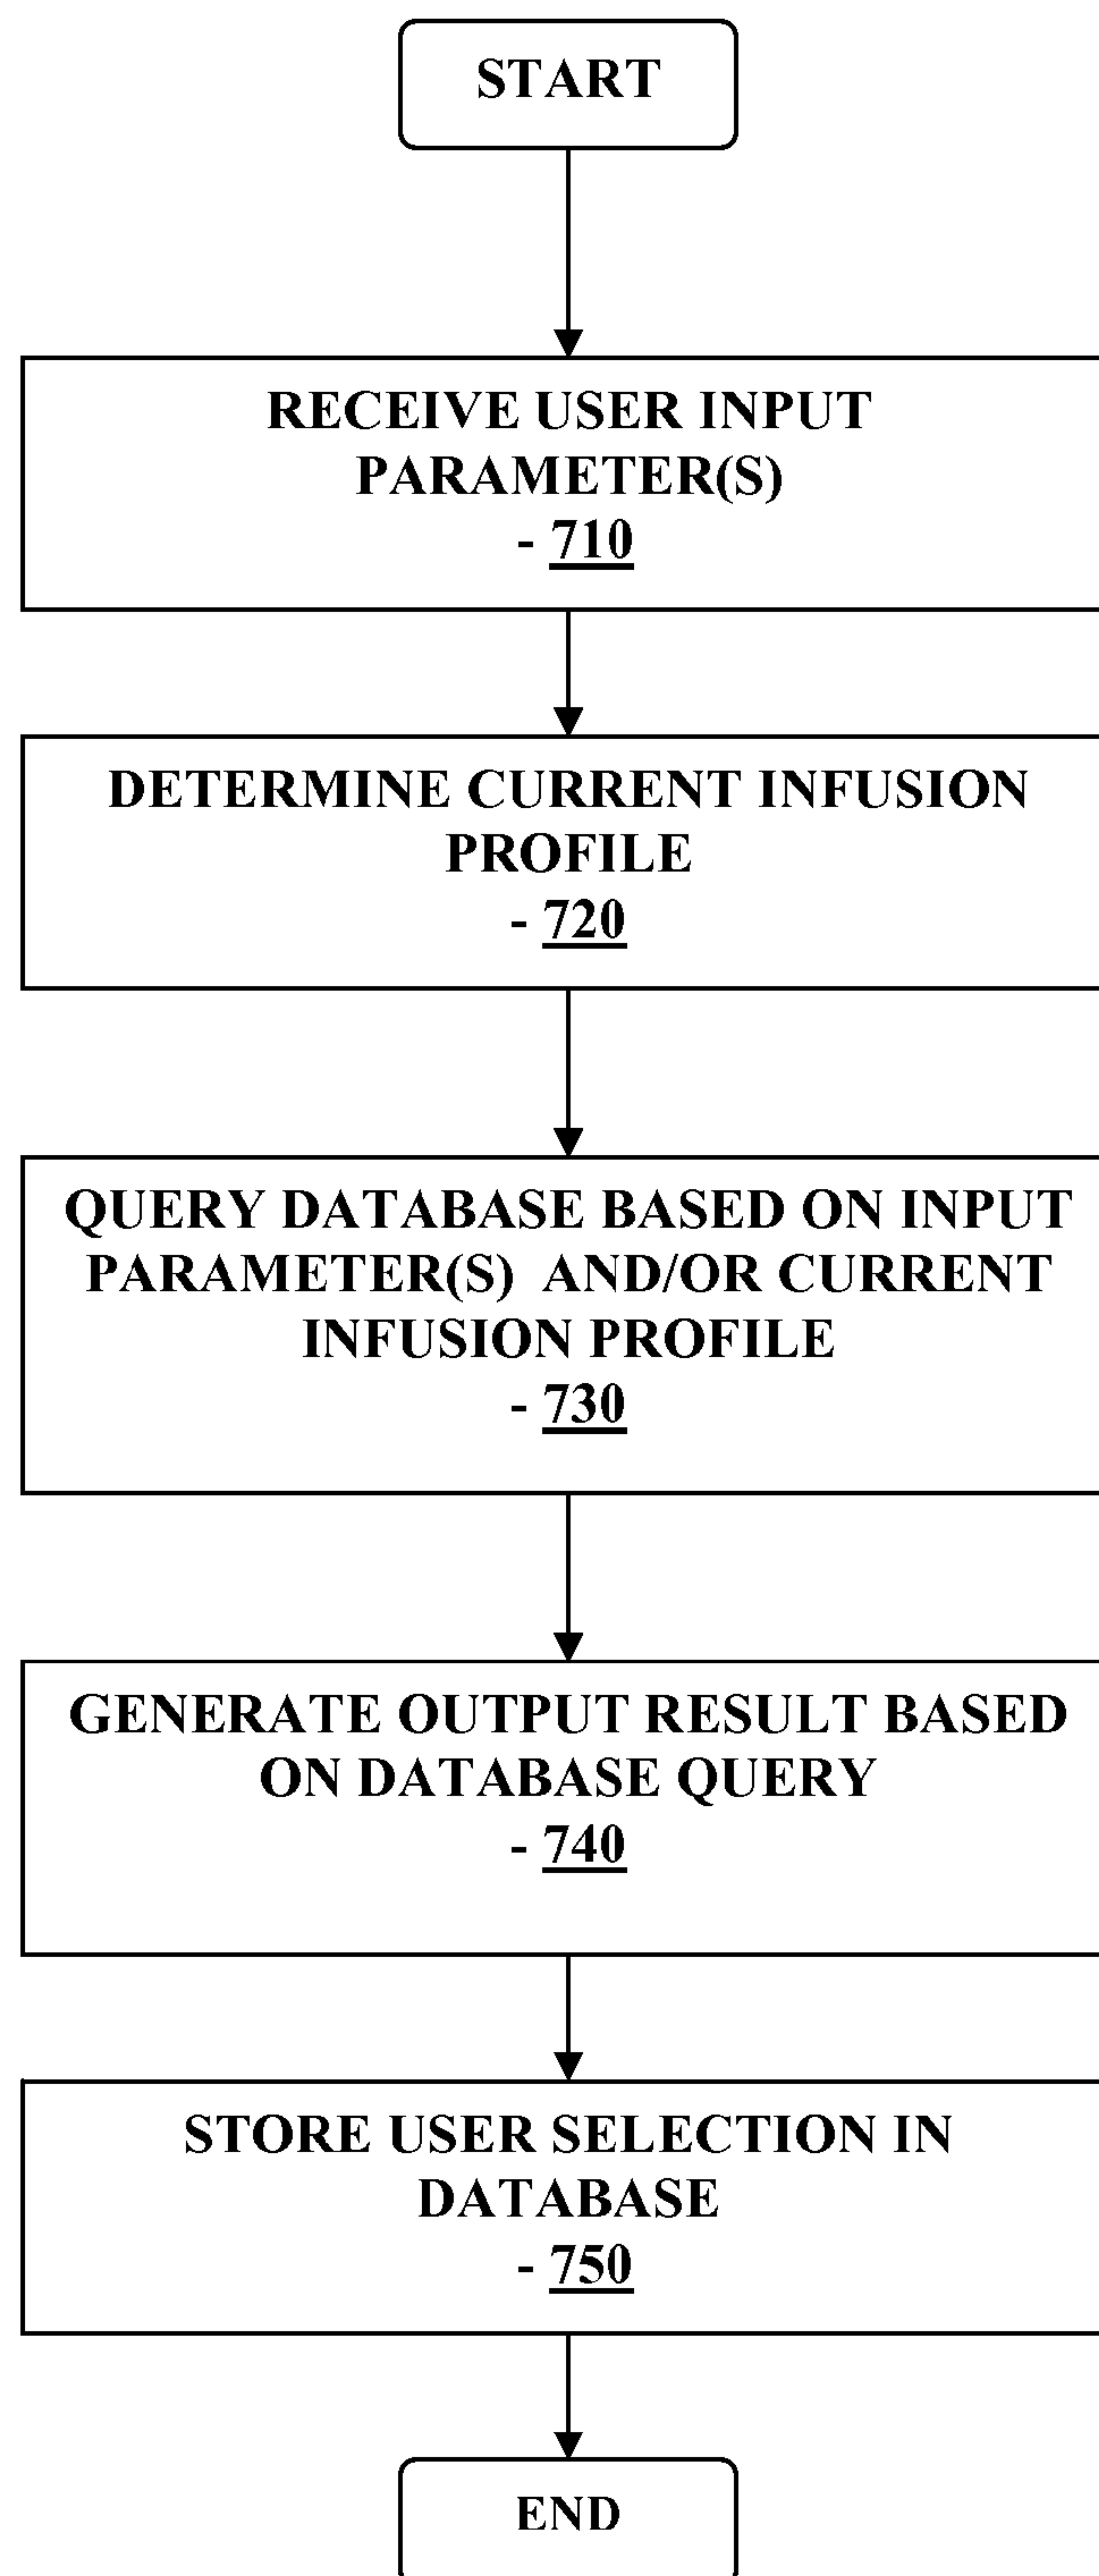 START
RECEIVE USER INPUT
PARAMETER(S)
- 710
DETERMINE CURRENT INFUSION
PROFILE
- 720
QUERY DATABASE BASED ON INPUT
PARAMETER(S) AND/OR CURRENT
INFUSION PROFILE
- 730
GENERATE OUTPUT RESULT BASED
ON DATABASE QUERY
- 740
STORE USER SELECTION IN
DATABASE
- 750
END